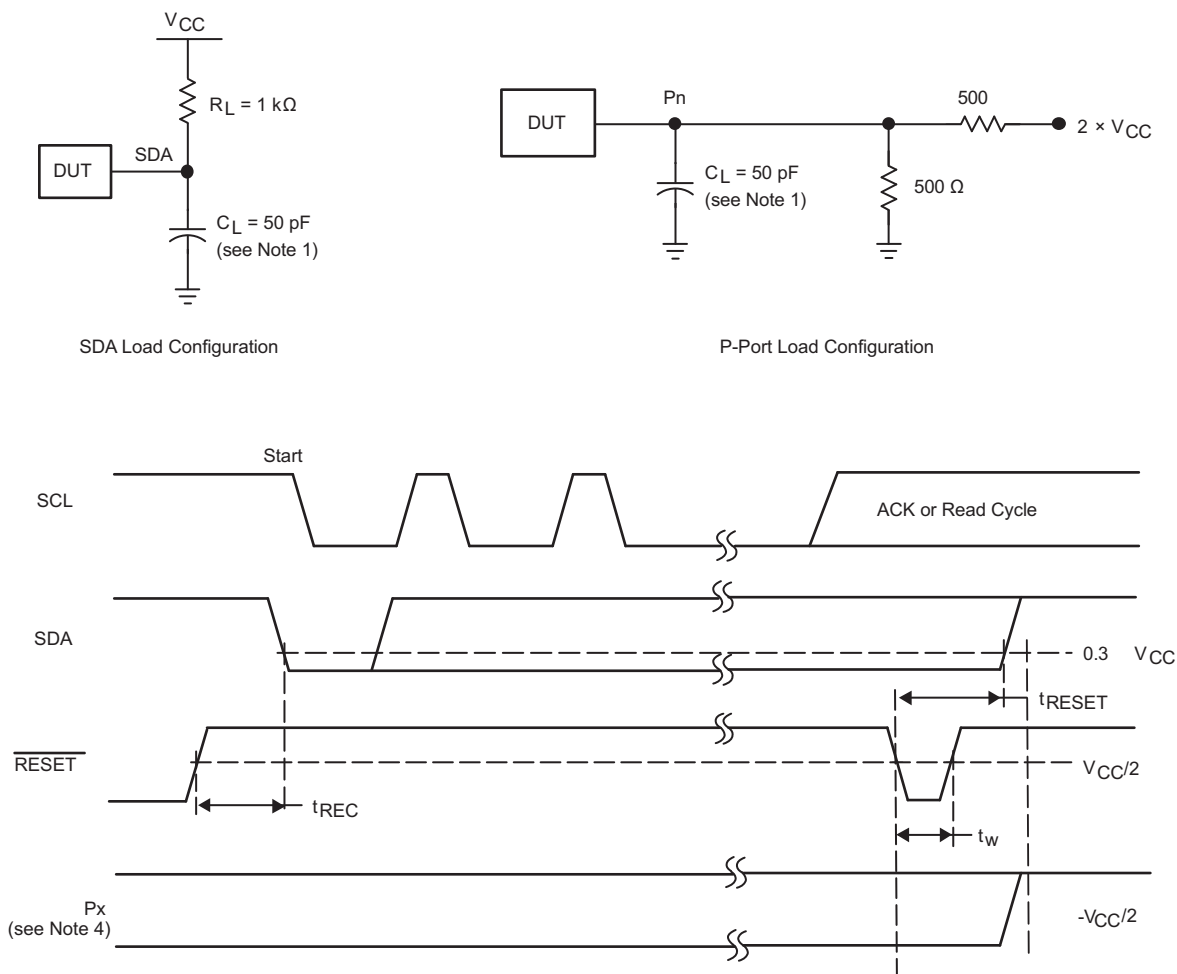 VCC
RL = 1 kΩ
DUT
SDA
CL = 50 pF
(see Note 1)
SDA Load Configuration
DUT
Pn
500
2 × VCC
CL = 50 pF
(see Note 1)
500 Ω
P-Port Load Configuration
Start
SCL
ACK or Read Cycle
SDA
0.3 VCC
tRESET
RESET
VCC/2
tREC
tw
Px
(see Note 4)
-VCC/2